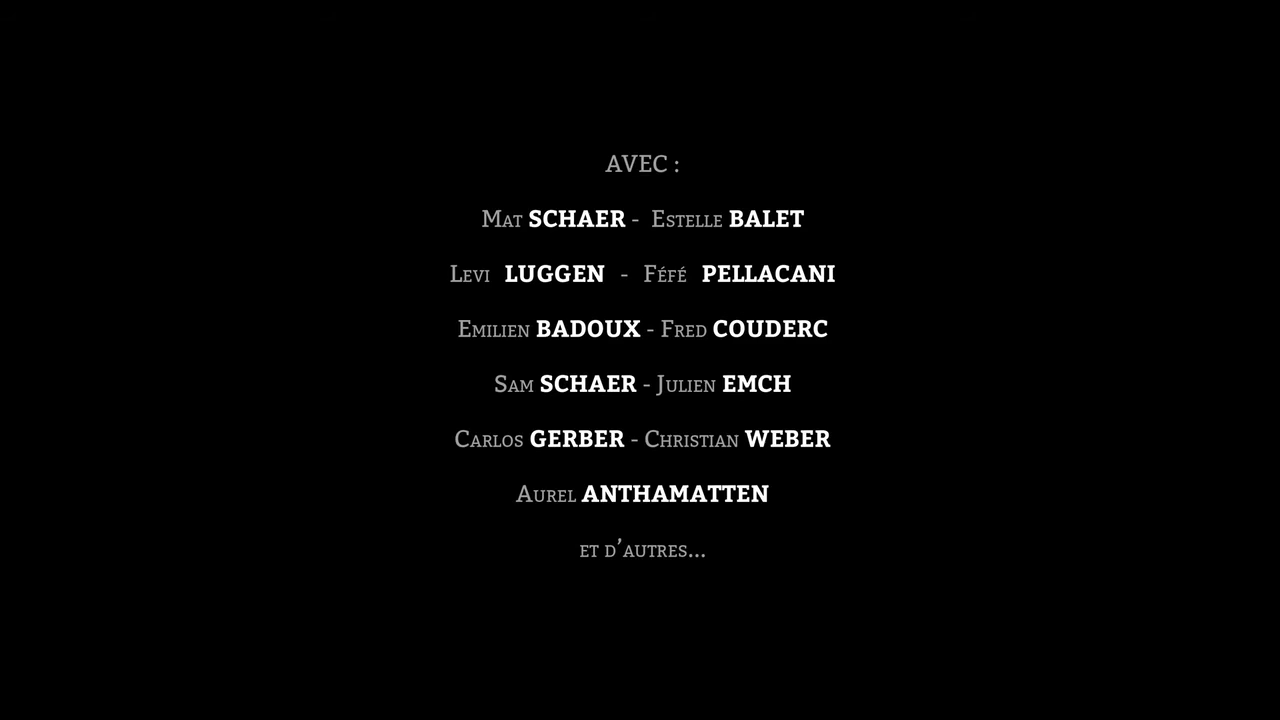 AVEC :
Mat SCHAER - Estelle BALET
Levi LUGGEN - Féfé PELLACANI
Emilien BADOUX - Fred COUDERC
Sam SCHAER - Julien EMCH
Carlos GERBER - Christian WEBER
Aurel ANTHAMATTEN
et d'autres...